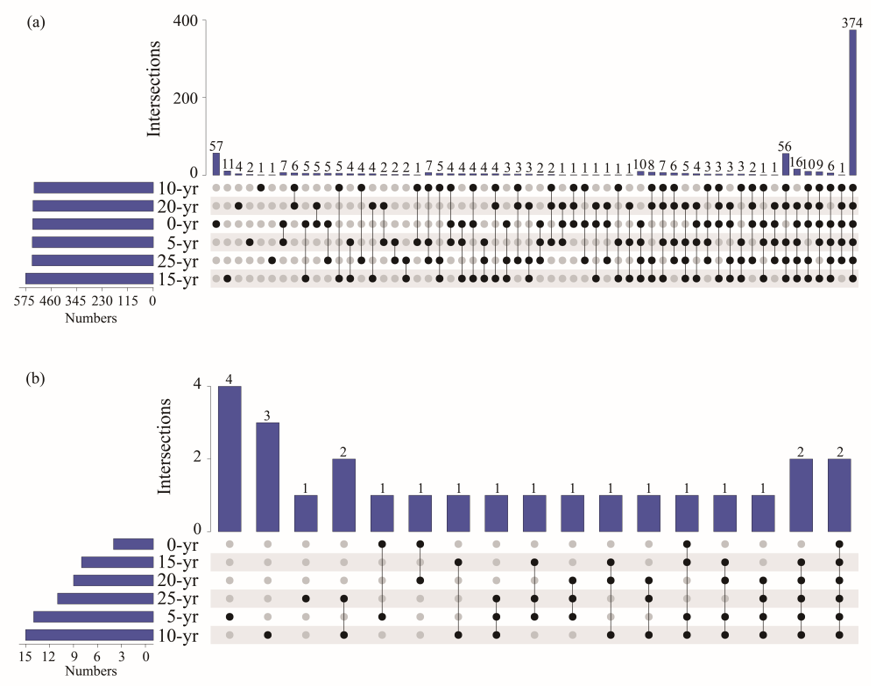 (a)
400
200
0
Intersections
57 11 4 2 1 1 7 6 5 5 5 5 4 4 4 2 2 2 1 7 5 4 4 4 4 4 3 3 3 2 2 1 1 1 1 1 1 1 10 8 7 6 5 4 3 3 3 3 2 1 1 56 16 10 9 6 1 374
10-yr
20-yr
0-yr
5-yr
25-yr
15-yr
575 460 345 230 115 0
Numbers
(b)
4
2
0
Intersections
4 3 1 2 1 1 1 1 1 1 1 1 1 1 1 2 2
0-yr
15-yr
20-yr
25-yr
5-yr
10-yr
15 12 9 6 3 0
Numbers